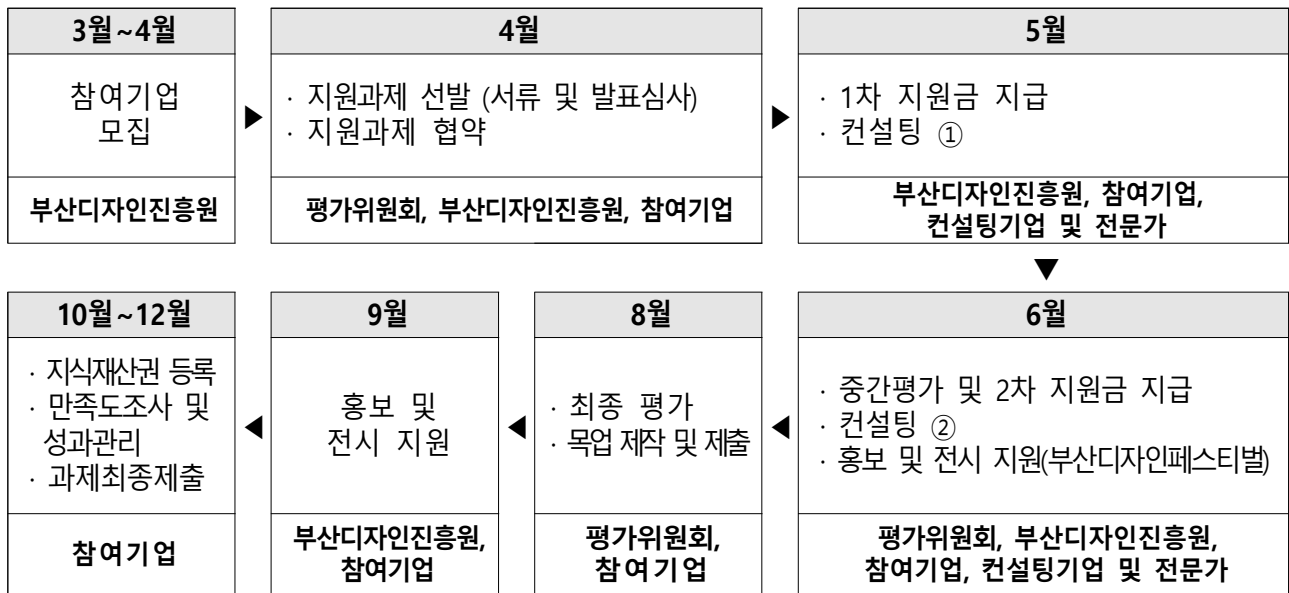 3월~4월
참여기업
모집
부산디자인진흥원
▶
4월
· 지원과제 선발 (서류 및 발표심사)
· 지원과제 협약
평가위원회, 부산디자인진흥원, 참여기업
▶
5월
· 1차 지원금 지급
· 컨설팅 ①
부산디자인진흥원, 참여기업,
컨설팅기업 및 전문가
▼
6월
· 중간평가 및 2차 지원금 지급
· 컨설팅 ②
· 홍보 및 전시 지원(부산디자인페스티벌)
평가위원회, 부산디자인진흥원,
참여기업, 컨설팅기업 및 전문가
◀
8월
· 최종 평가
· 목업 제작 및 제출
평가위원회,
참여기업
◀
9월
홍보 및
전시 지원
부산디자인진흥원,
참여기업
◀
10월~12월
· 지식재산권 등록
· 만족도조사 및
성과관리
· 과제최종제출
참여기업